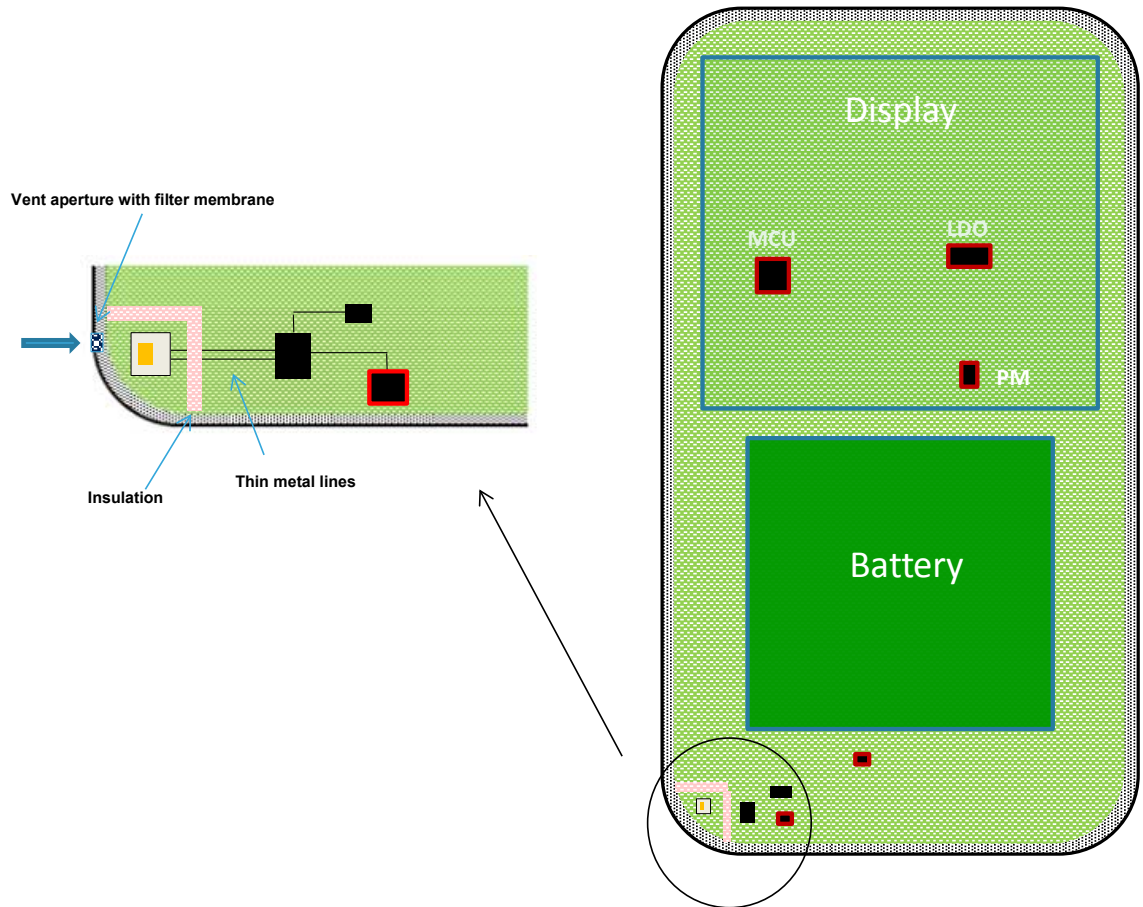 Display
MCU
LDO
PM
Battery
Vent aperture with filter membrane
Thin metal lines
Insulation